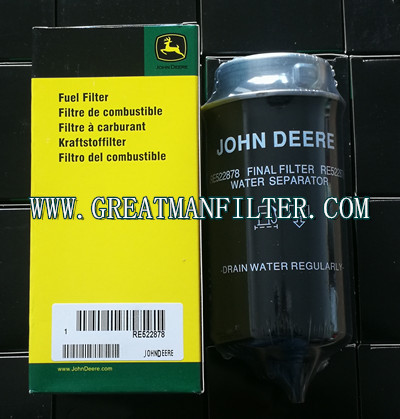 JOHN DEERE
Fuel Filter
Filtre de combustible
Filtre à carburant
Kraftstoffilter
Filtro del combustible
JOHN DEERE
RE522878 FINAL FILTER
WATER SEPARATOR
WWW.GREATMANFILTER.COM
-DRAIN WATER REGULARLY-
1
RE522878
JOHNDEERE
www.JohnDeere.com